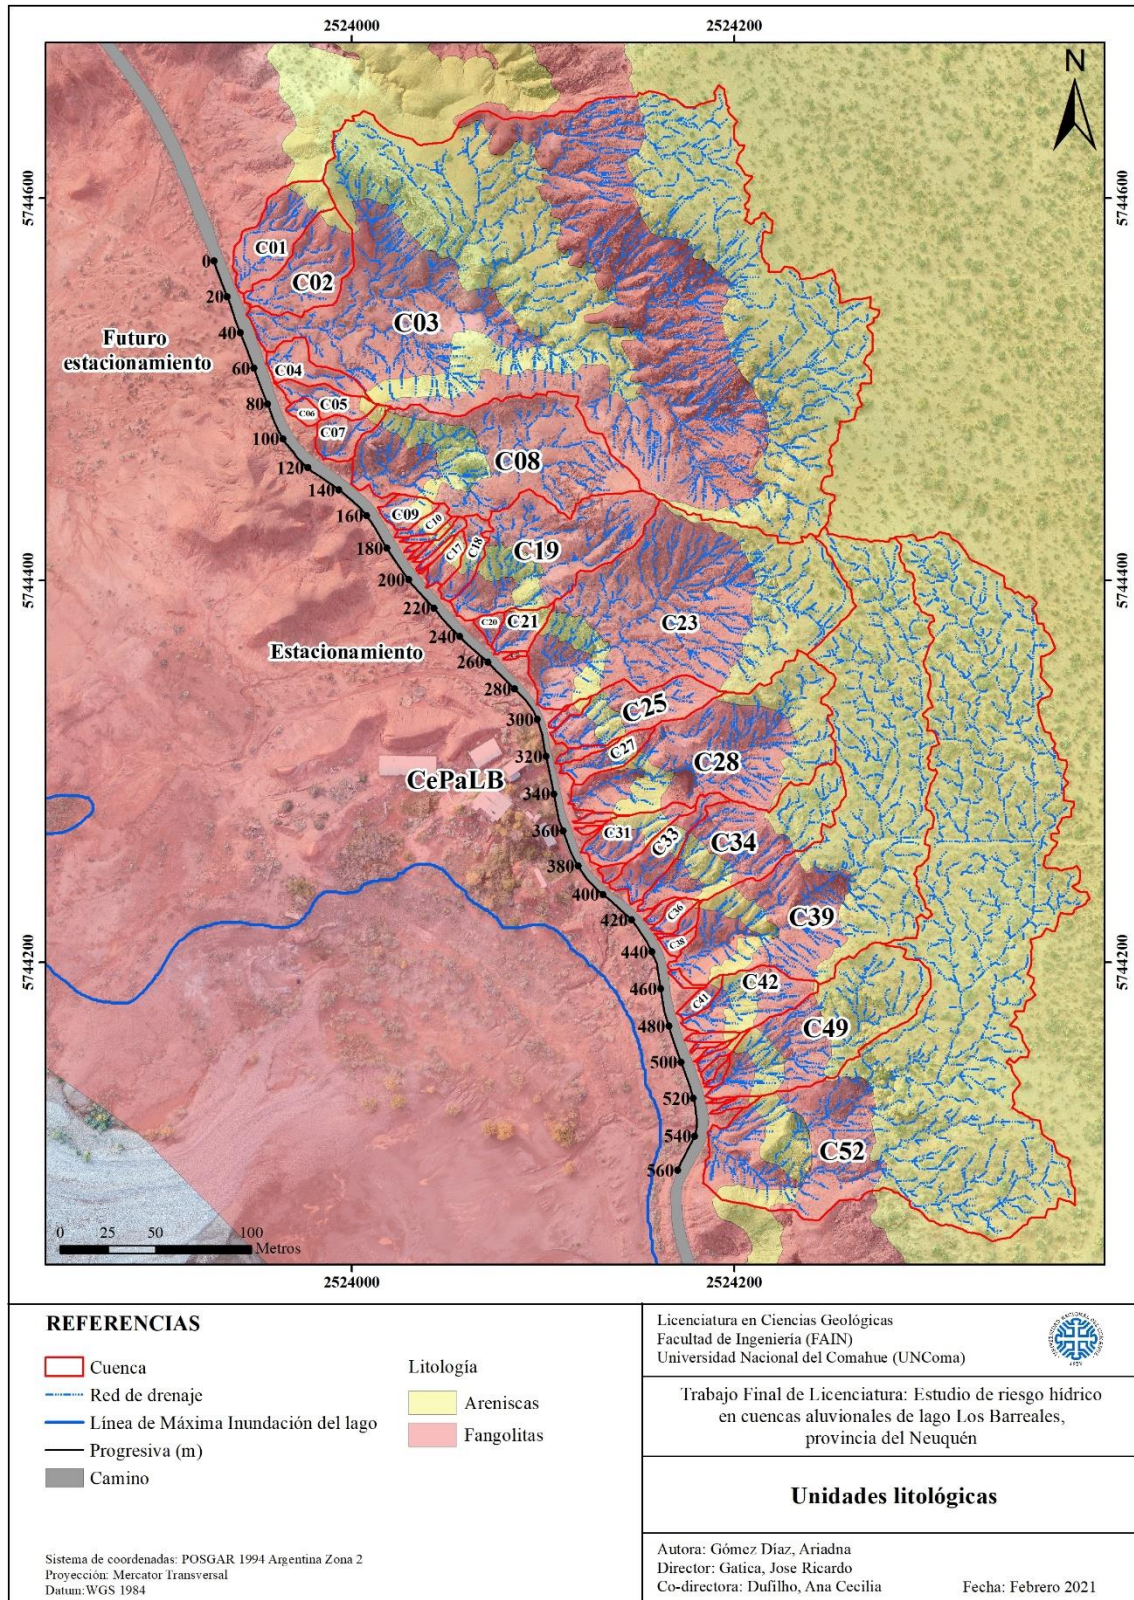 2524000
2524200
N
5744600
5744600
C01
0
C02
20
C03
40
Futuro
estacionamiento
60
C04
80
C05
C06
C07
100
C08
120
140
C09
160
C10
C17
C18
C19
180
5744400
5744400
200
220
C20
C21
C23
240
Estacionamiento
260
280
C25
300
C27
320
C28
CePaLB
340
C31
C33
C34
360
380
400
C36
C39
420
C38
440
5744200
5744200
C42
460
C41
C49
480
500
520
540
C52
560
0 25 50 100
Metros
2524000
2524200
REFERENCIAS
Cuenca
Red de drenaje
Línea de Máxima Inundación del lago
Progresiva (m)
Camino
Litología
Areniscas
Fangolitas
Sistema de coordenadas: POSGAR 1994 Argentina Zona 2
Proyección: Mercator Transversal
Datum:WGS 1984
Licenciatura en Ciencias Geológicas
Facultad de Ingeniería (FAIN)
Universidad Nacional del Comahue (UNComa)
Trabajo Final de Licenciatura: Estudio de riesgo hídrico
en cuencas aluvionales de lago Los Barreales,
provincia del Neuquén
Unidades litológicas
Autora: Gómez Díaz, Ariadna
Director: Gatica, Jose Ricardo
Co-directora: Dufilho, Ana Cecilia
Fecha: Febrero 2021